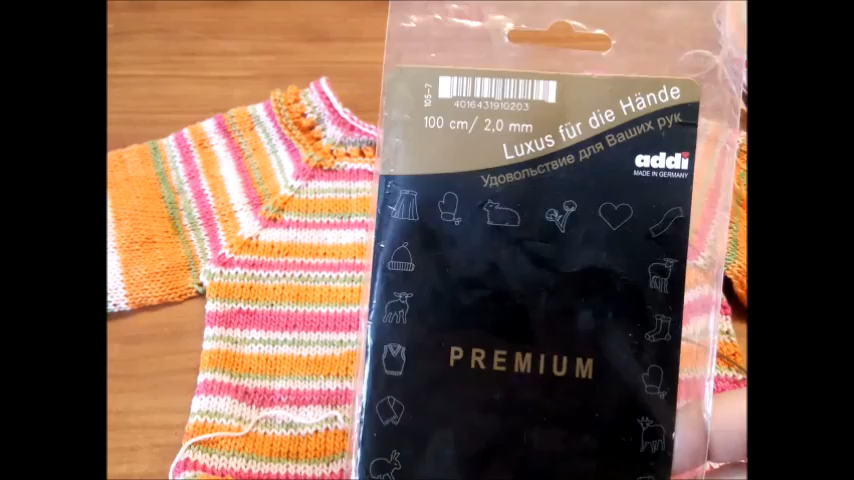 105-7
4016431910203
100 cm/ 2,0 mm
Luxus für die Hände
Удовольствие для Ваших рук
addi
MADE IN GERMANY
PREMIUM